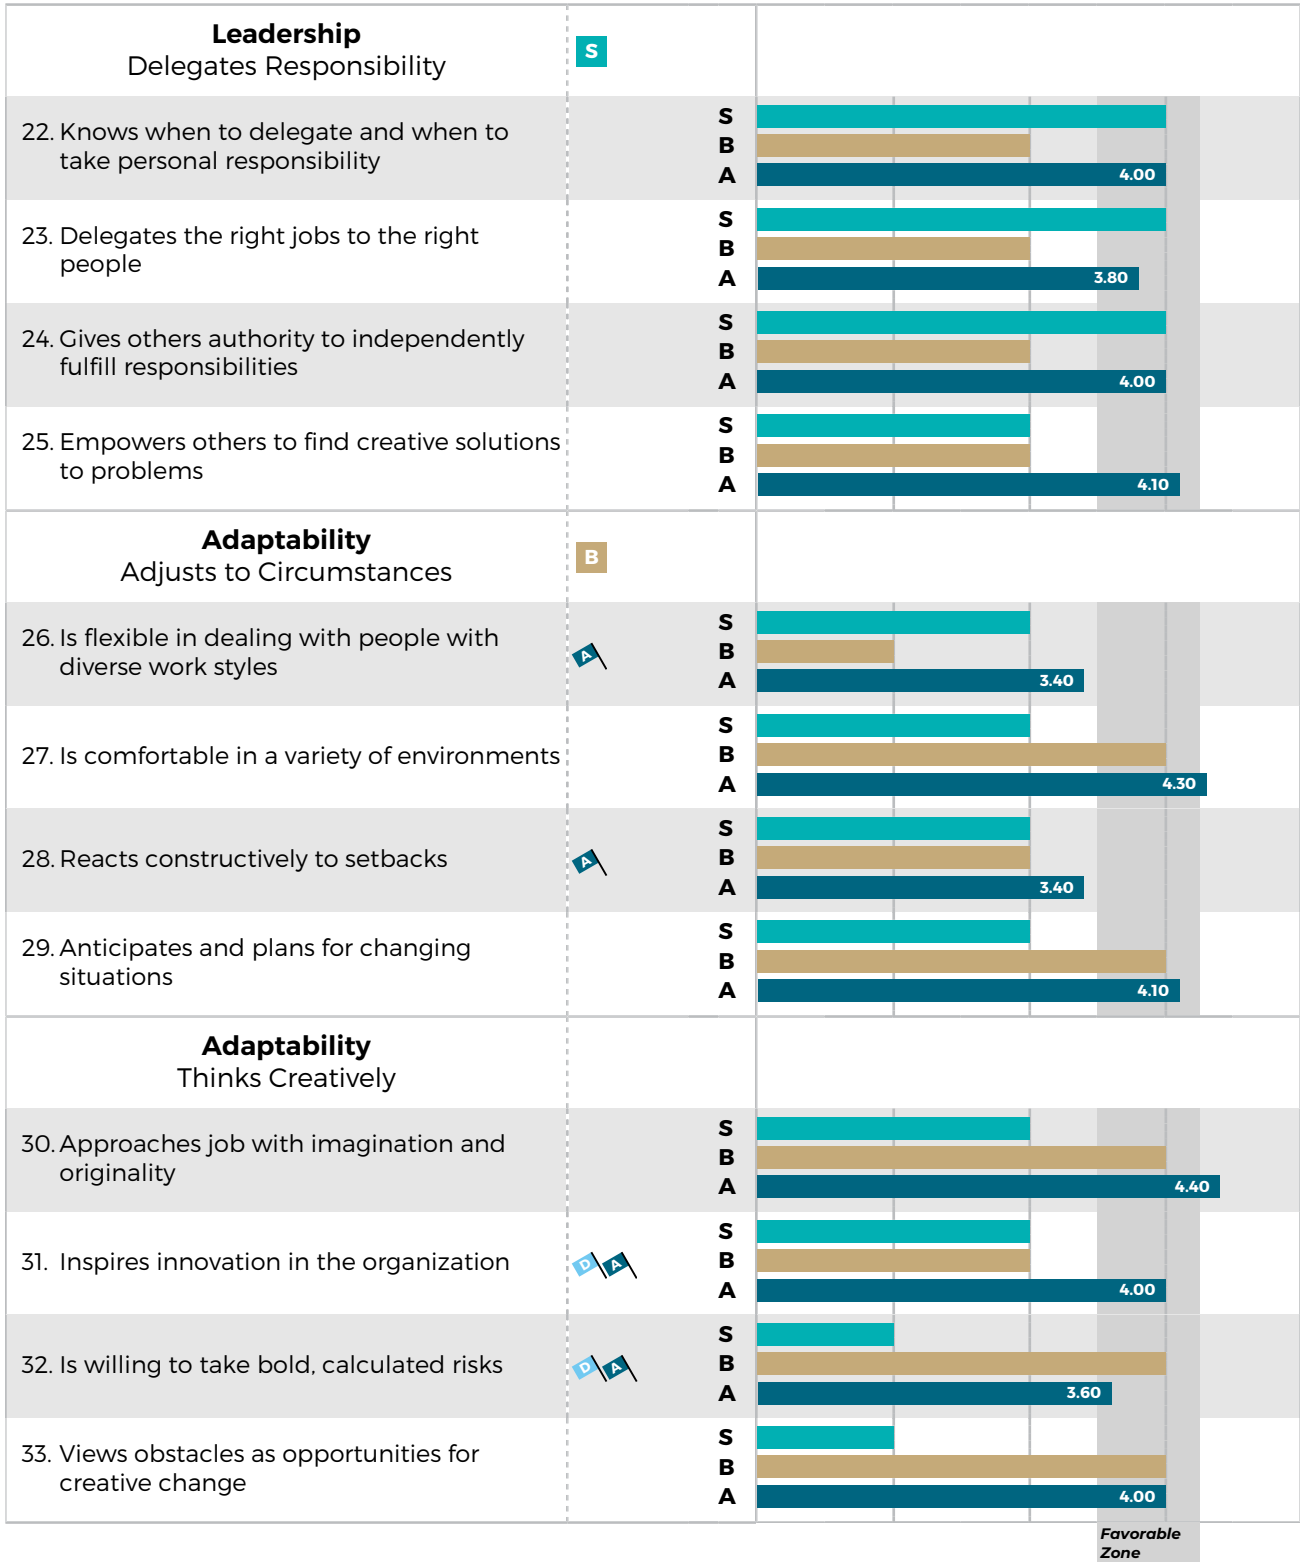 Leadership
Delegates Responsibility
S
22. Knows when to delegate and when to
take personal responsibility
S
B
A
4.00
23. Delegates the right jobs to the right
people
S
B
A
3.80
24. Gives others authority to independently
fulfill responsibilities
S
B
A
4.00
25. Empowers others to find creative solutions
to problems
S
B
A
4.10
Adaptability
Adjusts to Circumstances
B
26. Is flexible in dealing with people with
diverse work styles
A
S
B
A
3.40
27. Is comfortable in a variety of environments
S
B
A
4.30
28. Reacts constructively to setbacks
A
S
B
A
3.40
29. Anticipates and plans for changing
situations
S
B
A
4.10
Adaptability
Thinks Creatively
30. Approaches job with imagination and
originality
S
B
A
4.40
31. Inspires innovation in the organization
D A
S
B
A
4.00
32. Is willing to take bold, calculated risks
D A
S
B
A
3.60
33. Views obstacles as opportunities for
creative change
S
B
A
4.00
Favorable
Zone